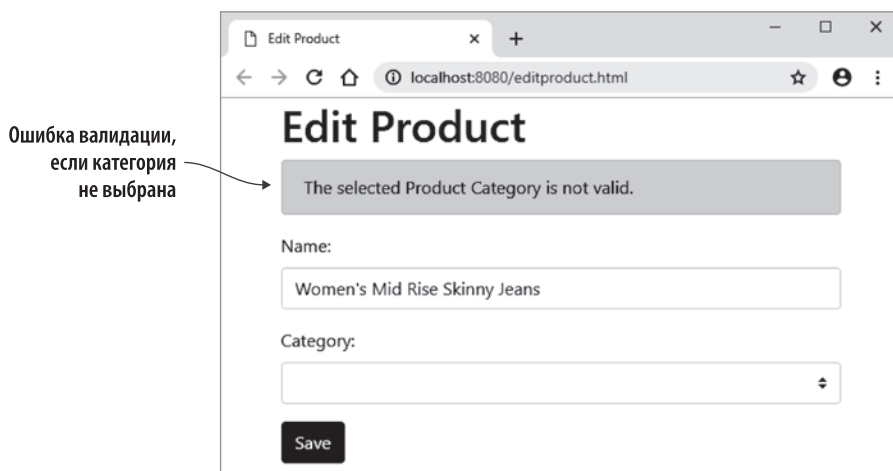 Edit Product
localhost:8080/editproduct.html
Edit Product
Ошибка валидации,
если категория
не выбрана
The selected Product Category is not valid.
Name:
Women's Mid Rise Skinny Jeans
Category:
Save